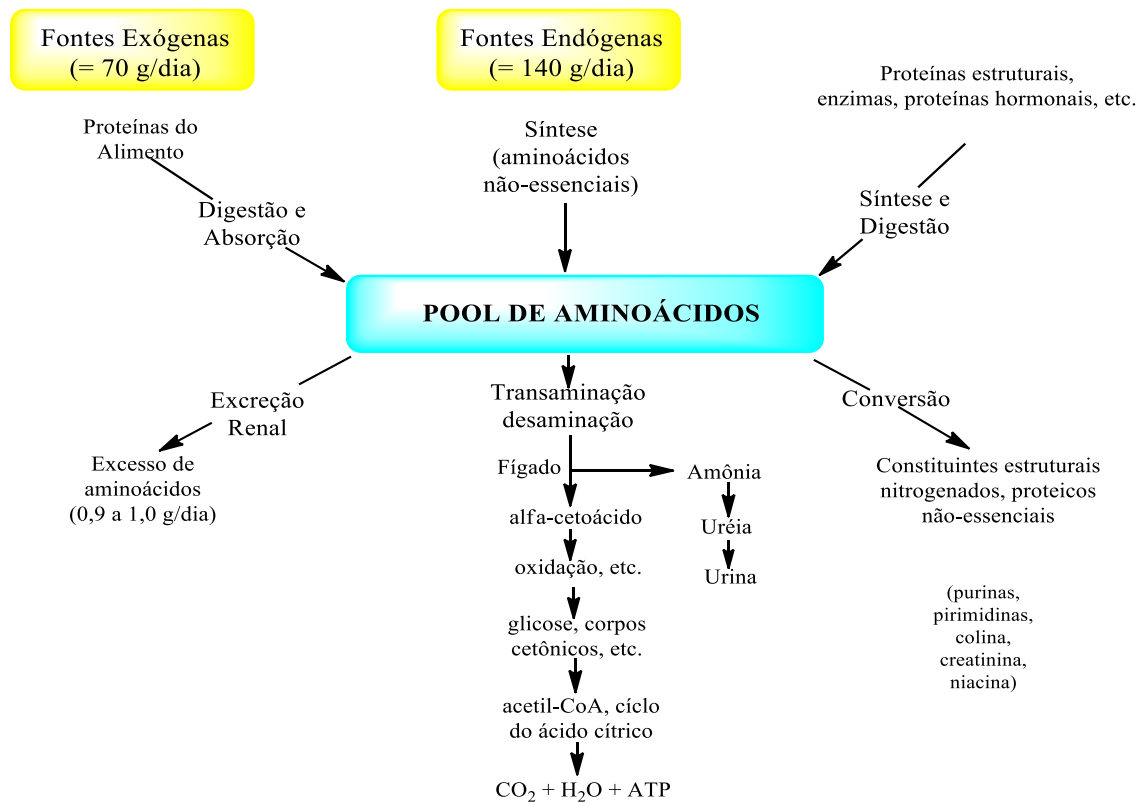 Fontes Exógenas
(= 70 g/dia)
Fontes Endógenas
(= 140 g/dia)
Proteínas estruturais,
enzimas, proteínas hormonais, etc.
Proteínas do
Alimento
Síntese
(aminoácidos
não-essenciais)
Digestão e
Absorção
Síntese e
Digestão
POOL DE AMINOÁCIDOS
Excreção
Renal
Transaminação
desaminação
Conversão
Excesso de
aminoácidos
(0,9 a 1,0 g/dia)
Fígado
Amônia
Constituintes estruturais
nitrogenados, proteicos
não-essenciais
alfa-cetoácido
Uréia
oxidação, etc.
Urina
(purinas,
pirimidinas,
colina,
creatinina,
niacina)
glicose, corpos
cetônicos, etc.
acetil-CoA, cíclo
do ácido cítrico
CO₂ + H₂O + ATP